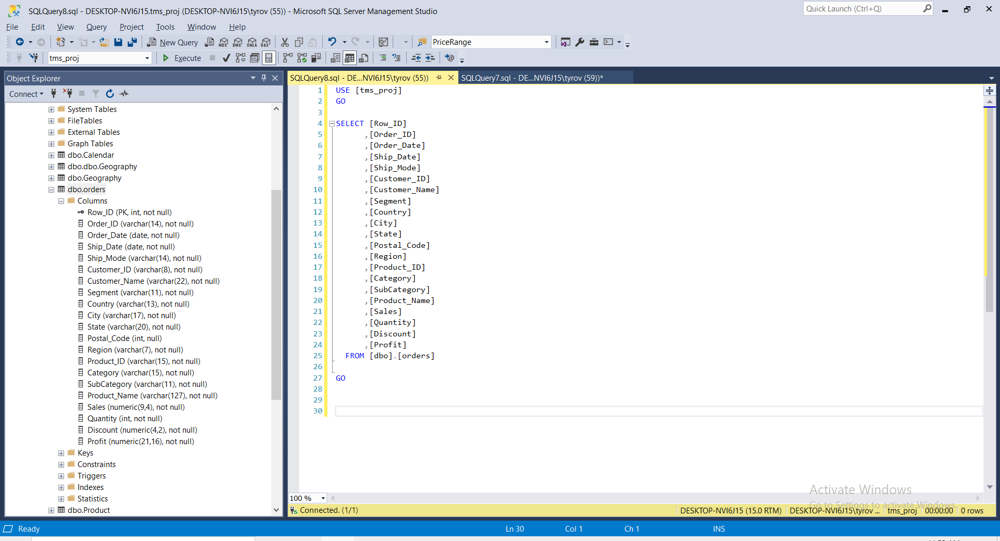 SQLQuery8.sql - DESKTOP-NVI6J15.tms_proj (DESKTOP-NVI6J15\tyrov (55)) - Microsoft SQL Server Management Studio
Quick Launch (Ctrl+Q)
File Edit View Query Project Tools Window Help
New Query MDX DMX XMLA DAX PriceRange
tms_proj Execute
Object Explorer
Connect
System Tables
FileTables
External Tables
Graph Tables
dbo.Calendar
dbo.dbo.Geography
dbo.Geography
dbo.orders
Columns
Row_ID (PK, int, not null)
Order_ID (varchar(14), not null)
Order_Date (date, not null)
Ship_Date (date, not null)
Ship_Mode (varchar(14), not null)
Customer_ID (varchar(8), not null)
Customer_Name (varchar(22), not null)
Segment (varchar(11), not null)
Country (varchar(13), not null)
City (varchar(17), not null)
State (varchar(20), not null)
Postal_Code (int, null)
Region (varchar(7), not null)
Product_ID (varchar(15), not null)
Category (varchar(15), not null)
SubCategory (varchar(11), not null)
Product_Name (varchar(127), not null)
Sales (numeric(9,4), not null)
Quantity (int, not null)
Discount (numeric(4,2), not null)
Profit (numeric(21,16), not null)
Keys
Constraints
Triggers
Indexes
Statistics
dbo.Product
SQLQuery8.sql - DE...NVI6J15\tyrov (55)) SQLQuery7.sql - DE...NVI6J15\tyrov (59))*
1 USE [tms_proj]
2 GO
3
4 SELECT [Row_ID]
5 ,[Order_ID]
6 ,[Order_Date]
7 ,[Ship_Date]
8 ,[Ship_Mode]
9 ,[Customer_ID]
10 ,[Customer_Name]
11 ,[Segment]
12 ,[Country]
13 ,[City]
14 ,[State]
15 ,[Postal_Code]
16 ,[Region]
17 ,[Product_ID]
18 ,[Category]
19 ,[SubCategory]
20 ,[Product_Name]
21 ,[Sales]
22 ,[Quantity]
23 ,[Discount]
24 ,[Profit]
25 FROM [dbo].[orders]
26
27 GO
28
29
30
Activate Windows
Go to Settings to activate Windows.
100 %
Connected. (1/1) DESKTOP-NVI6J15 (15.0 RTM) DESKTOP-NVI6J15\tyrov ... tms_proj 00:00:00 0 rows
Ready Ln 30 Col 1 Ch 1 INS